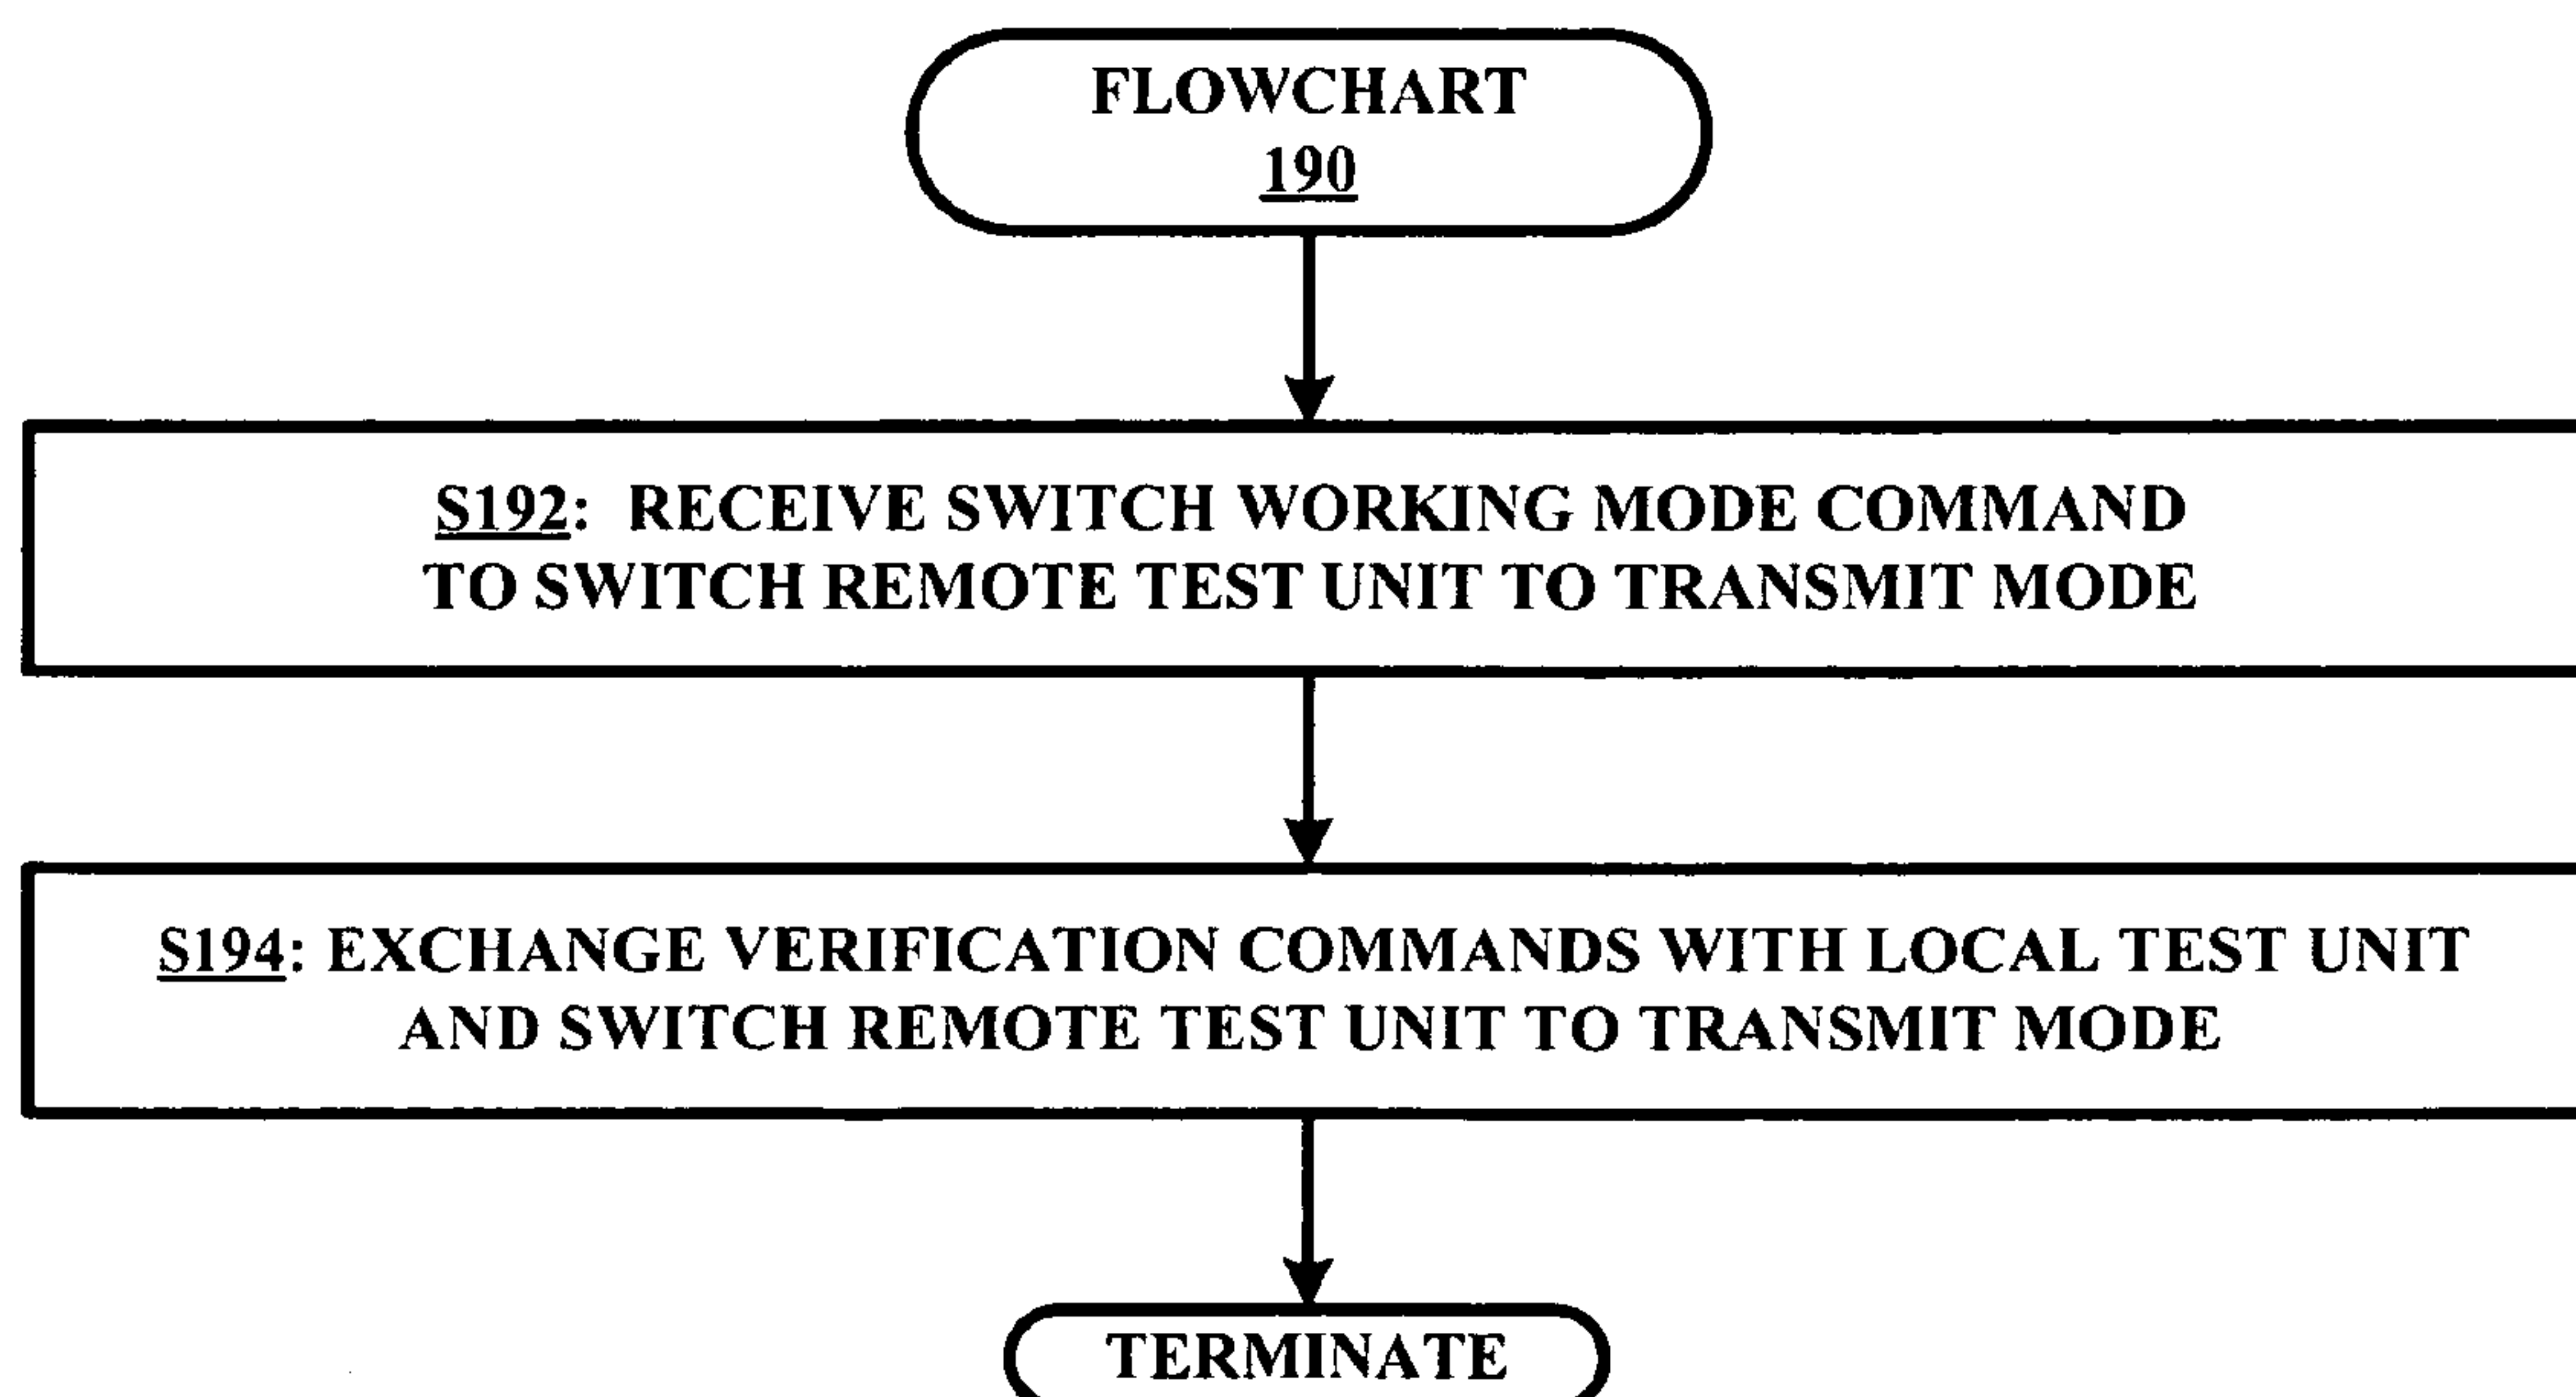 FLOWCHART
190
S192: RECEIVE SWITCH WORKING MODE COMMAND
TO SWITCH REMOTE TEST UNIT TO TRANSMIT MODE
S194: EXCHANGE VERIFICATION COMMANDS WITH LOCAL TEST UNIT
AND SWITCH REMOTE TEST UNIT TO TRANSMIT MODE
TERMINATE